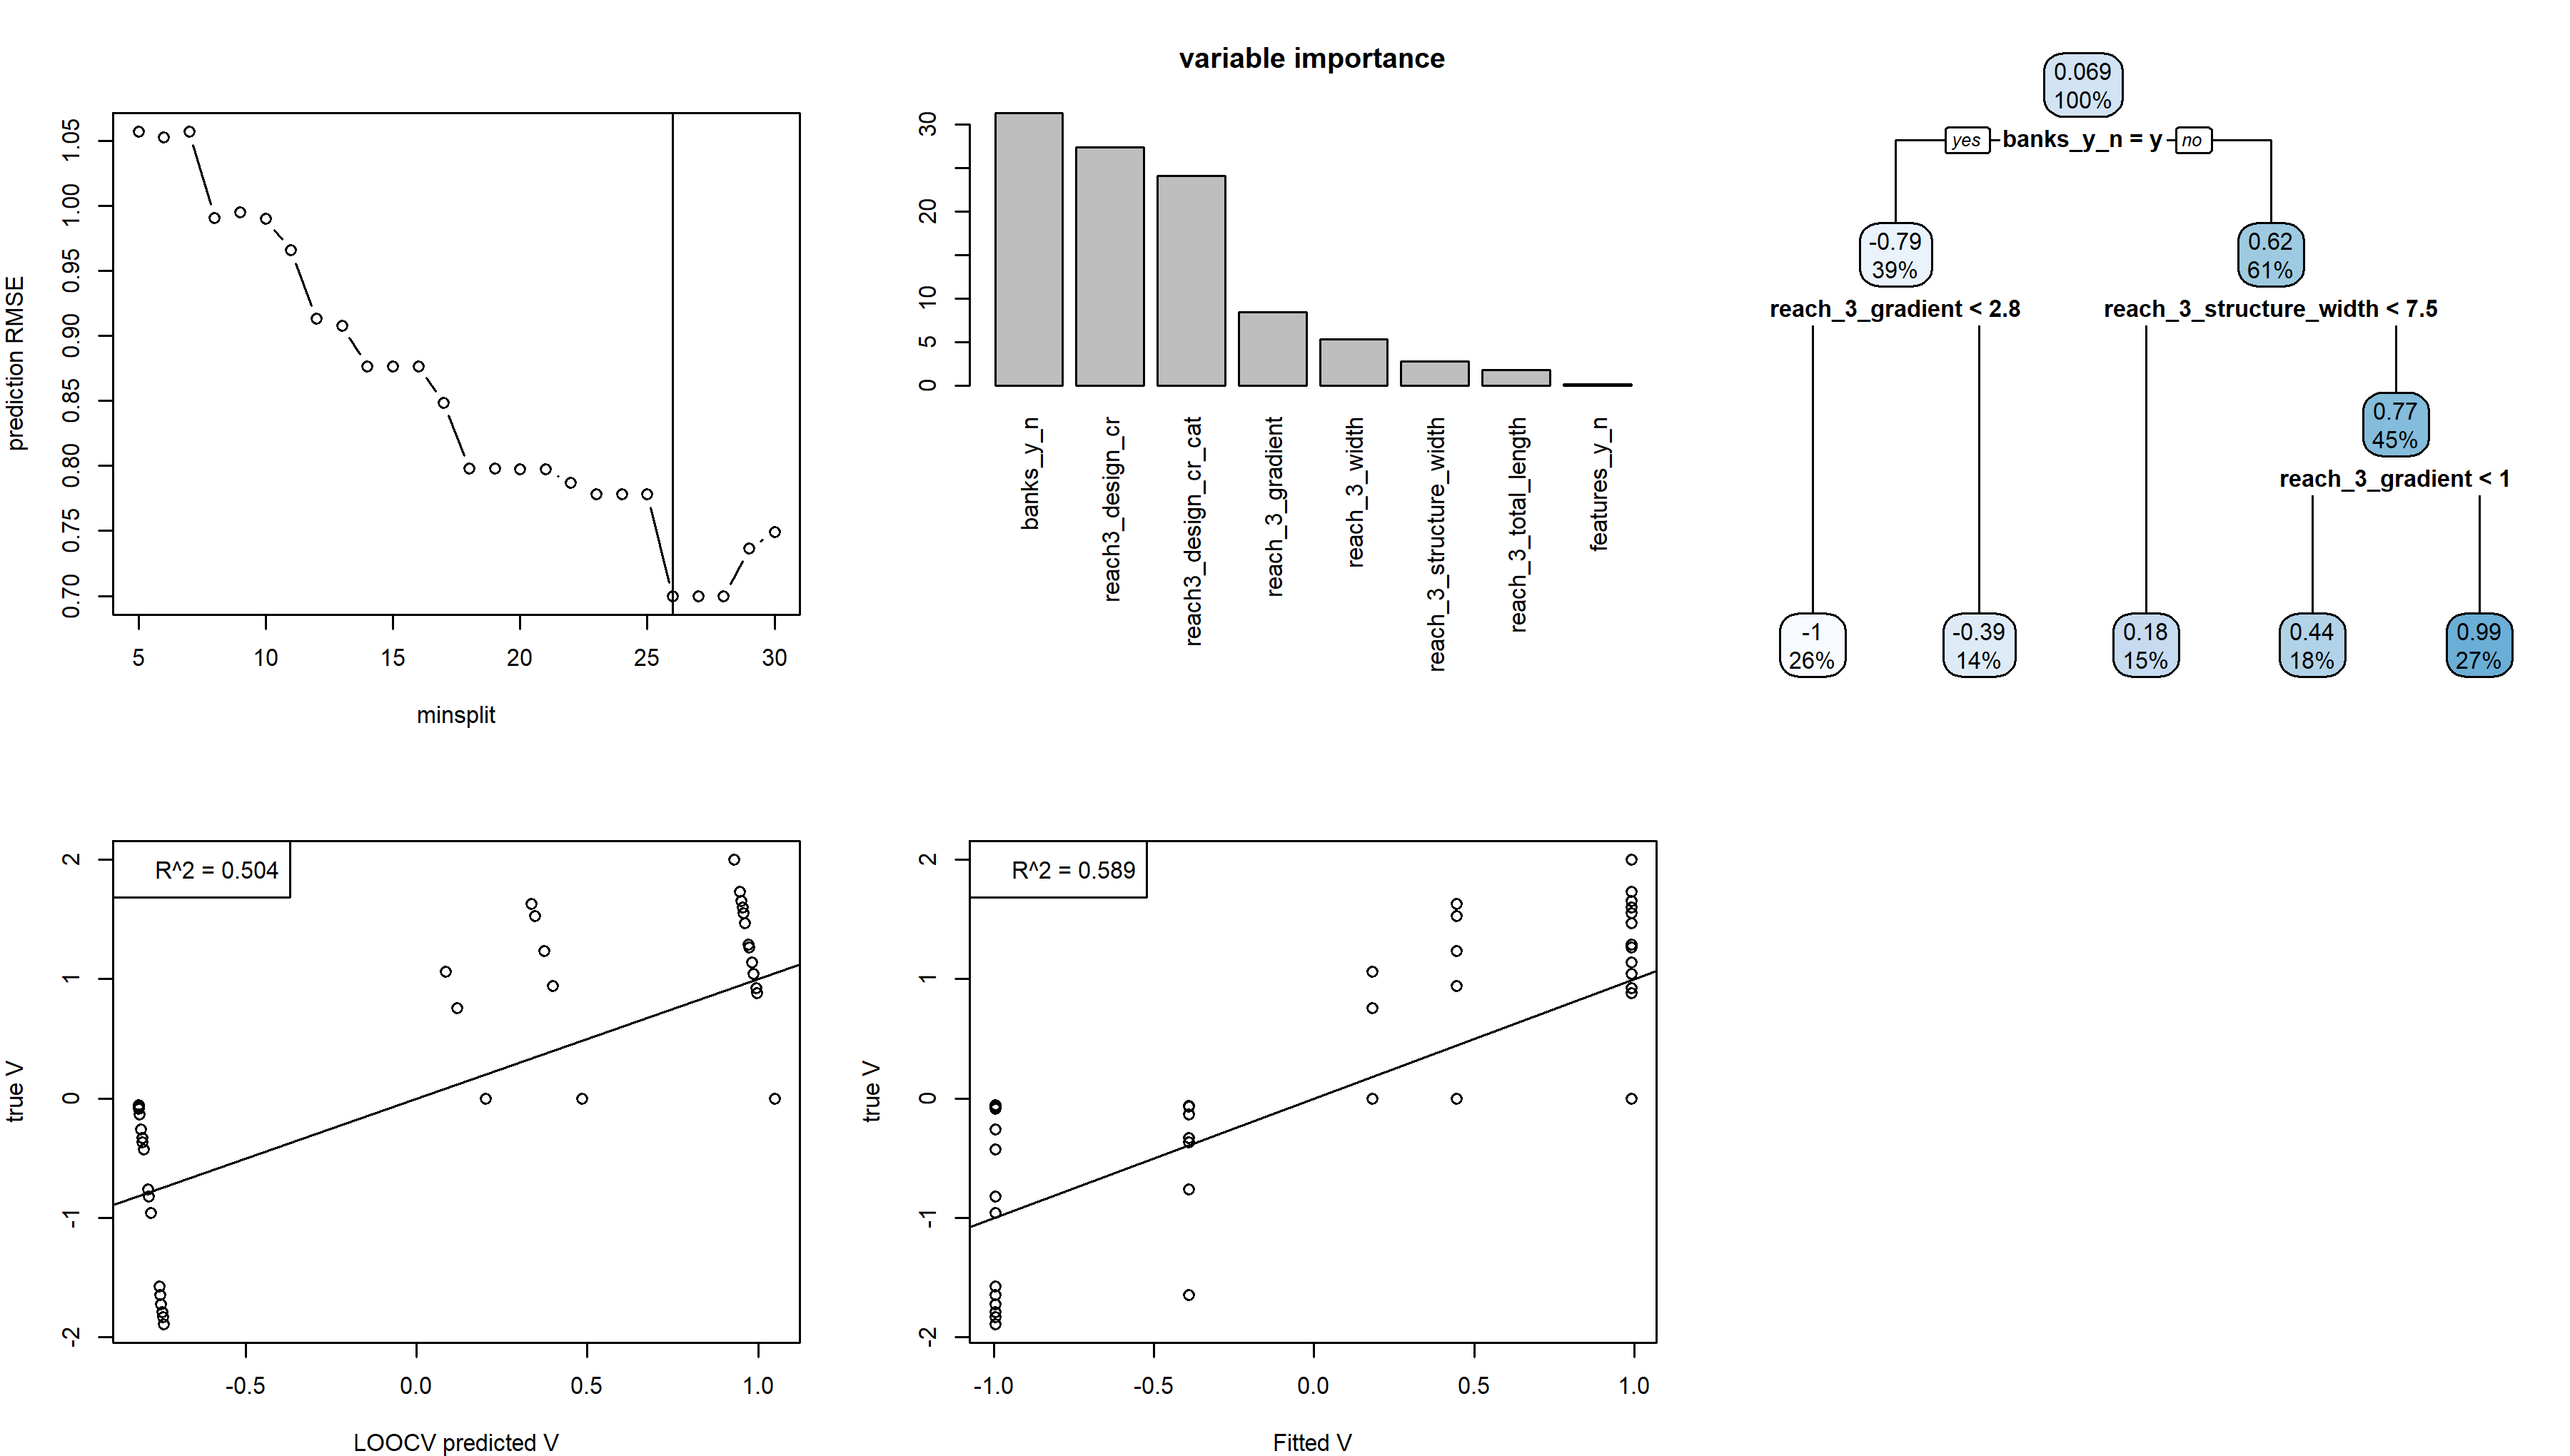 prediction RMSE
1.05
1.00
0.95
0.90
0.85
0.80
0.75
0.70
5 10 15 20 25 30
minsplit
variable importance
30
20
10
5
0
banks_y_n
reach3_design_cr
reach3_design_cr_cat
reach_3_gradient
reach_3_width
reach_3_structure_width
reach_3_total_length
features_y_n
0.069
100%
yes banks_y_n = y no
-0.79
39%
0.62
61%
reach_3_gradient < 2.8
reach_3_structure_width < 7.5
0.77
45%
reach_3_gradient < 1
-1
26%
-0.39
14%
0.18
15%
0.44
18%
0.99
27%
R^2 = 0.504
true V
2
1
0
-1
-2
-0.5 0.0 0.5 1.0
LOOCV predicted V
R^2 = 0.589
true V
2
1
0
-1
-2
-1.0 -0.5 0.0 0.5 1.0
Fitted V